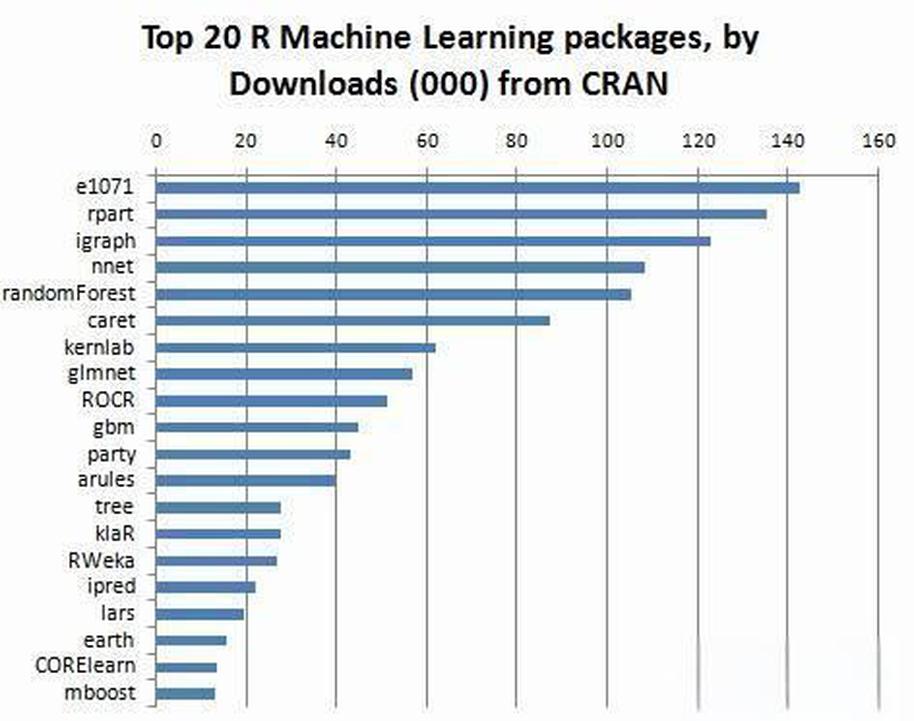 Top 20 R Machine Learning packages, by
Downloads (000) from CRAN
0 20 40 60 80 100 120 140 160
e1071
rpart
igraph
nnet
randomForest
caret
kernlab
glmnet
ROCR
gbm
party
arules
tree
klaR
RWeka
ipred
lars
earth
CORElearn
mboost